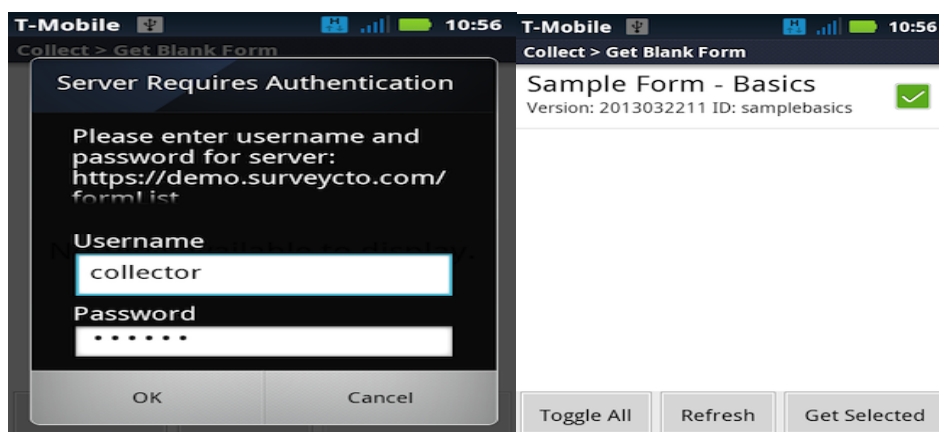 T-Mobile H 10:56
Collect > Get Blank Form
Server Requires Authentication
Please enter username and
password for server:
https://demo.surveycto.com/
formList
Username
collector
Password
••••••
OK Cancel
T-Mobile H 10:56
Collect > Get Blank Form
Sample Form - Basics
Version: 2013032211 ID: samplebasics
Toggle All Refresh Get Selected